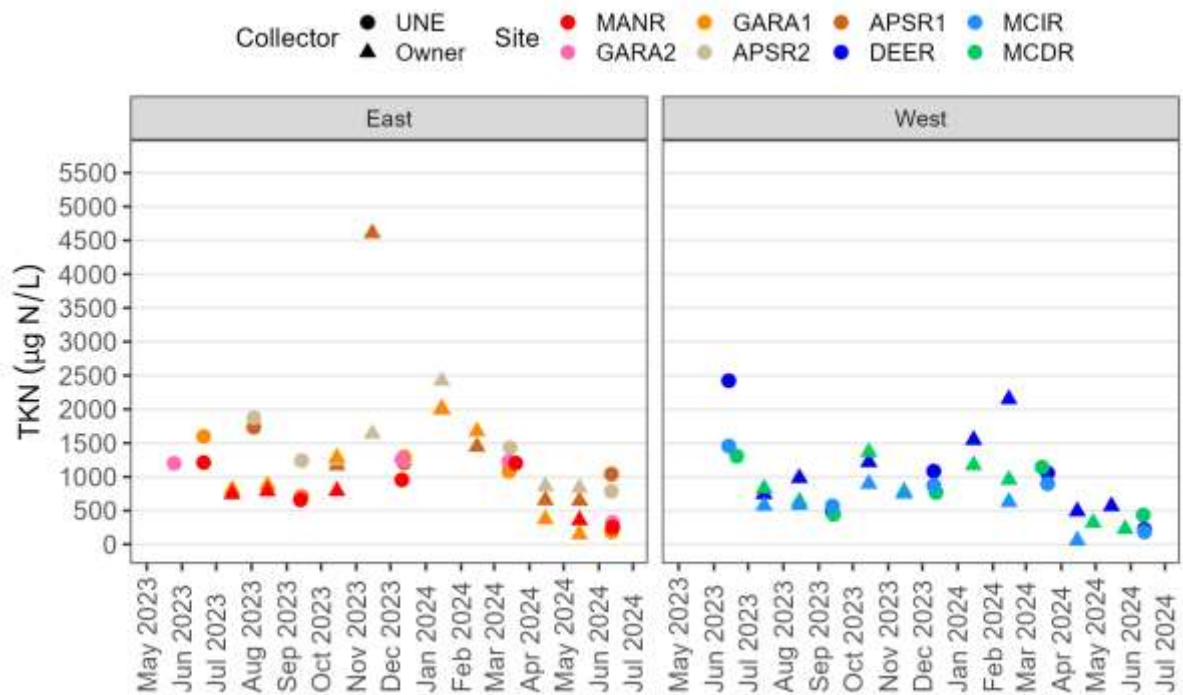 Collector UNE Site MANR GARA1 APSR1 MCIR
Owner GARA2 APSR2 DEER MCDR
East West
5500
5000
4500
4000
3500
3000
2500
2000
1500
1000
500
0
TKN (µg N/L)
May 2023 Jun 2023 Jul 2023 Aug 2023 Sep 2023 Oct 2023 Nov 2023 Dec 2023 Jan 2024 Feb 2024 Mar 2024 Apr 2024 May 2024 Jun 2024 Jul 2024
May 2023 Jun 2023 Jul 2023 Aug 2023 Sep 2023 Oct 2023 Nov 2023 Dec 2023 Jan 2024 Feb 2024 Mar 2024 Apr 2024 May 2024 Jun 2024 Jul 2024